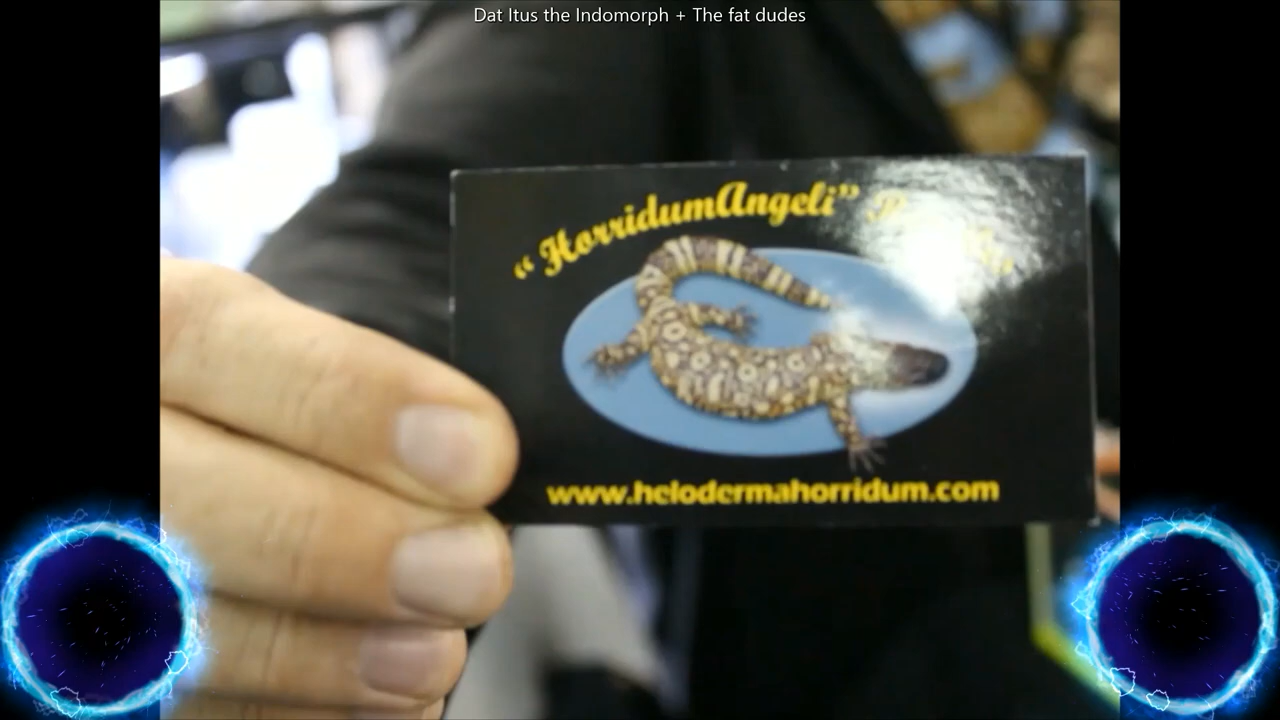 Dat Itus the Indomorph + The fat dudes
“HorridumAngeli”
www.helodermahorridum.com